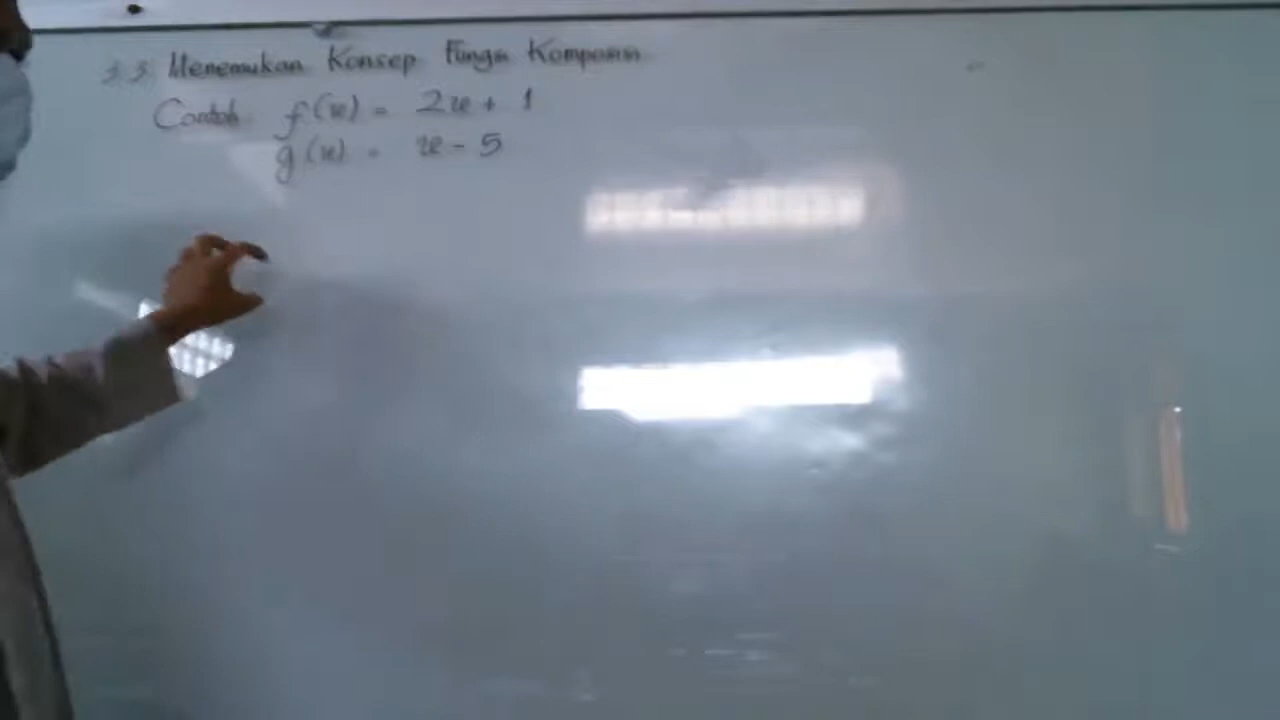 3.3 Menemukan Konsep Fungsi Komposisi
Contoh f(x) = 2x + 1
g(x) = x - 5